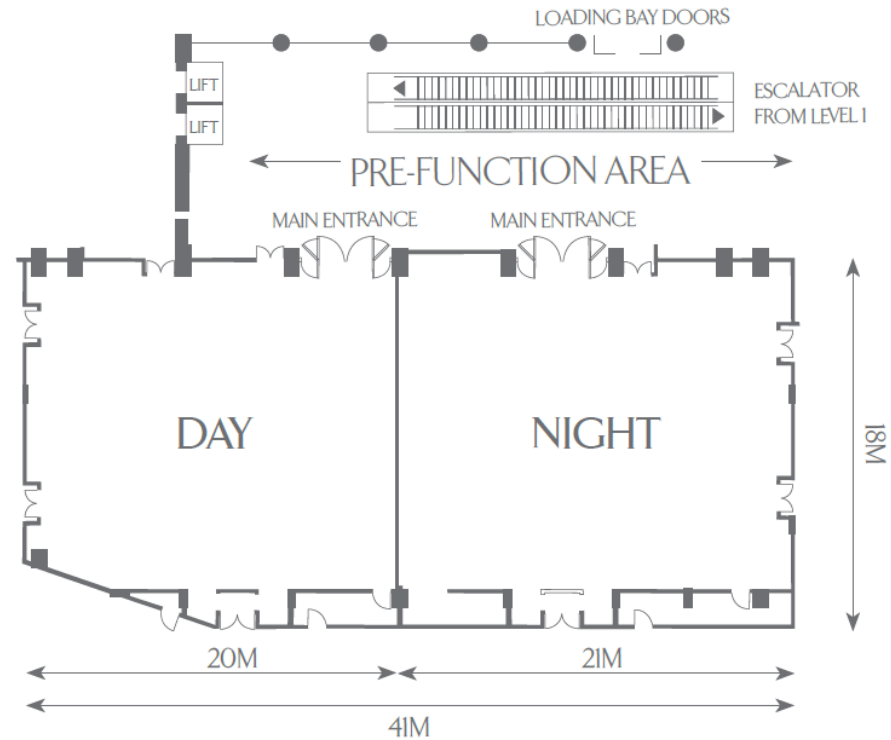 LOADING BAY DOORS
LIFT
ESCALATOR
FROM LEVEL 1
LIFT
PRE-FUNCTION AREA
MAIN ENTRANCE
MAIN ENTRANCE
DAY
NIGHT
18M
20M
21M
41M